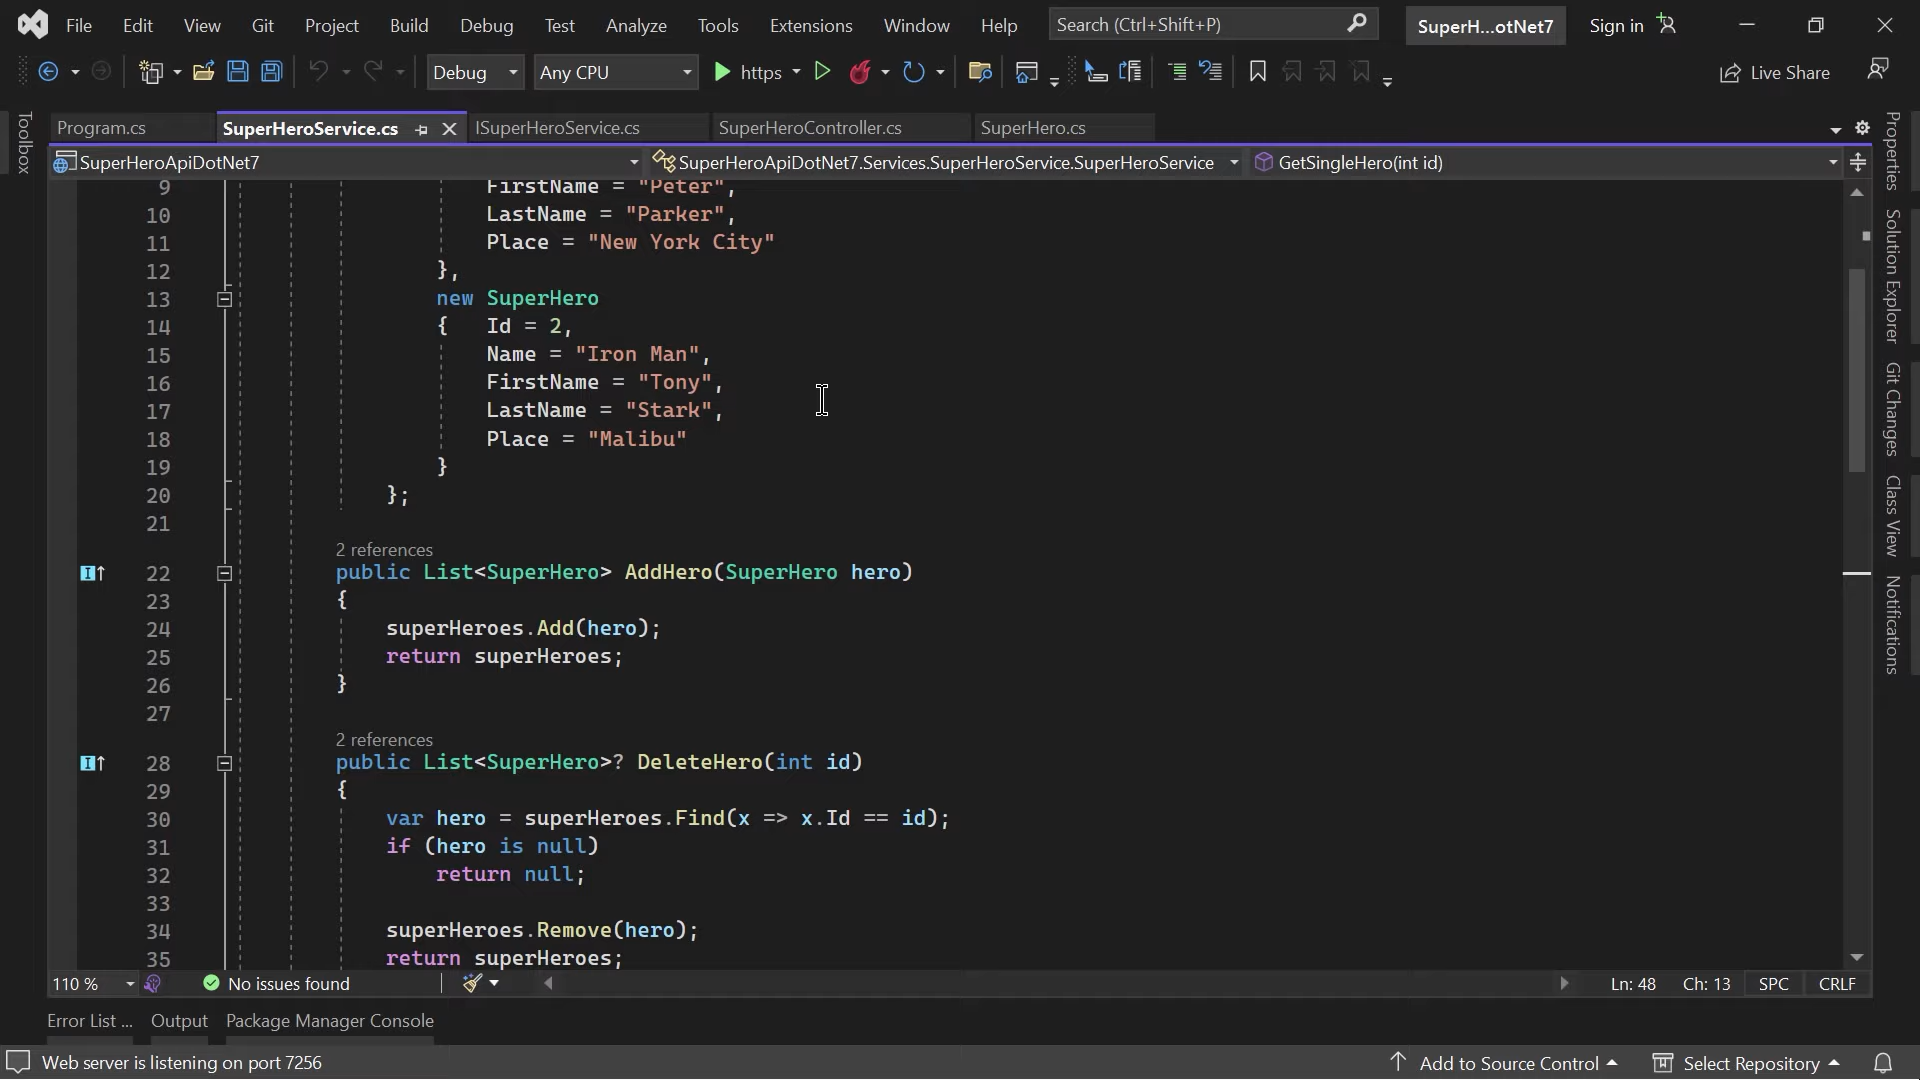 File Edit View Git Project Build Debug Test Analyze Tools Extensions Window Help Search (Ctrl+Shift+P) SuperH...otNet7 Sign in
Debug Any CPU https Live Share
Program.cs SuperHeroService.cs ISuperHeroService.cs SuperHeroController.cs SuperHero.cs
SuperHeroApiDotNet7 SuperHeroApiDotNet7.Services.SuperHeroService.SuperHeroService GetSingleHero(int id)
9 FirstName = "Peter",
10 LastName = "Parker",
11 Place = "New York City"
12 },
13 new SuperHero
14 { Id = 2,
15 Name = "Iron Man",
16 FirstName = "Tony",
17 LastName = "Stark",
18 Place = "Malibu"
19 }
20 };
21
2 references
22 public List<SuperHero> AddHero(SuperHero hero)
23 {
24 superHeroes.Add(hero);
25 return superHeroes;
26 }
27
2 references
28 public List<SuperHero>? DeleteHero(int id)
29 {
30 var hero = superHeroes.Find(x => x.Id == id);
31 if (hero is null)
32 return null;
33
34 superHeroes.Remove(hero);
35 return superHeroes;
110 % No issues found Ln: 48 Ch: 13 SPC CRLF
Error List ... Output Package Manager Console
Web server is listening on port 7256 Add to Source Control Select Repository
Toolbox
Properties
Solution Explorer
Git Changes
Class View
Notifications